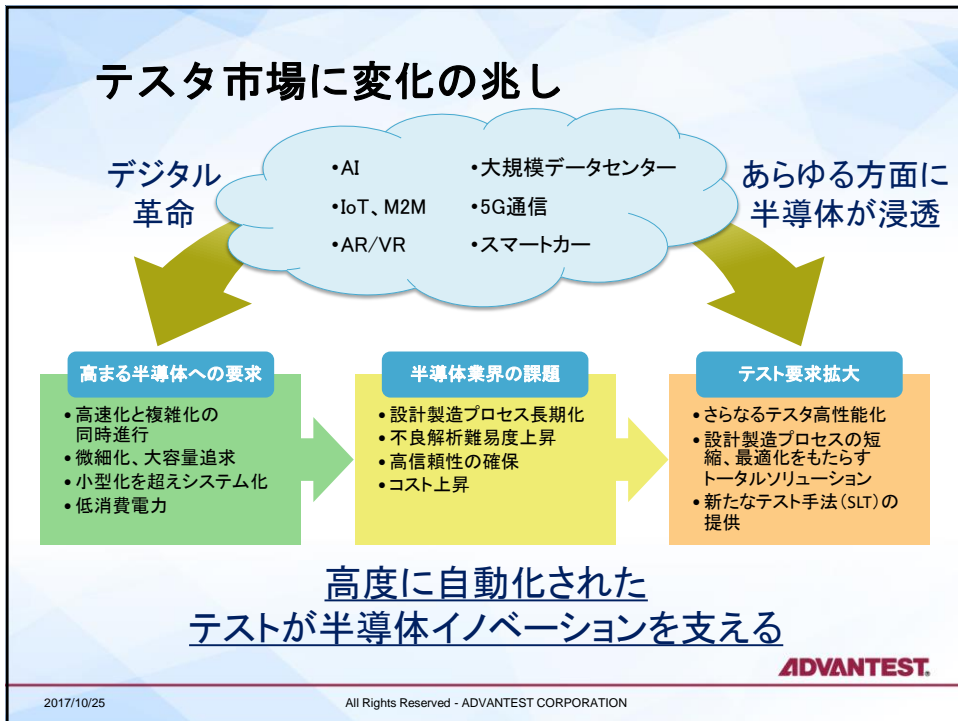 テスタ市場に変化の兆し
デジタル
革命
•AI
•IoT、M2M
•AR/VR
•大規模データセンター
•5G通信
•スマートカー
あらゆる方面に
半導体が浸透
高まる半導体への要求
•高速化と複雑化の
同時進行
•微細化、大容量追求
•小型化を超えシステム化
•低消費電力
半導体業界の課題
•設計製造プロセス長期化
•不良解析難易度上昇
•高信頼性の確保
•コスト上昇
テスト要求拡大
•さらなるテスタ高性能化
•設計製造プロセスの短
縮、最適化をもたらす
トータルソリューション
•新たなテスト手法(SLT)の
提供
高度に自動化された
テストが半導体イノベーションを支える
ADVANTEST.
2017/10/25
All Rights Reserved - ADVANTEST CORPORATION